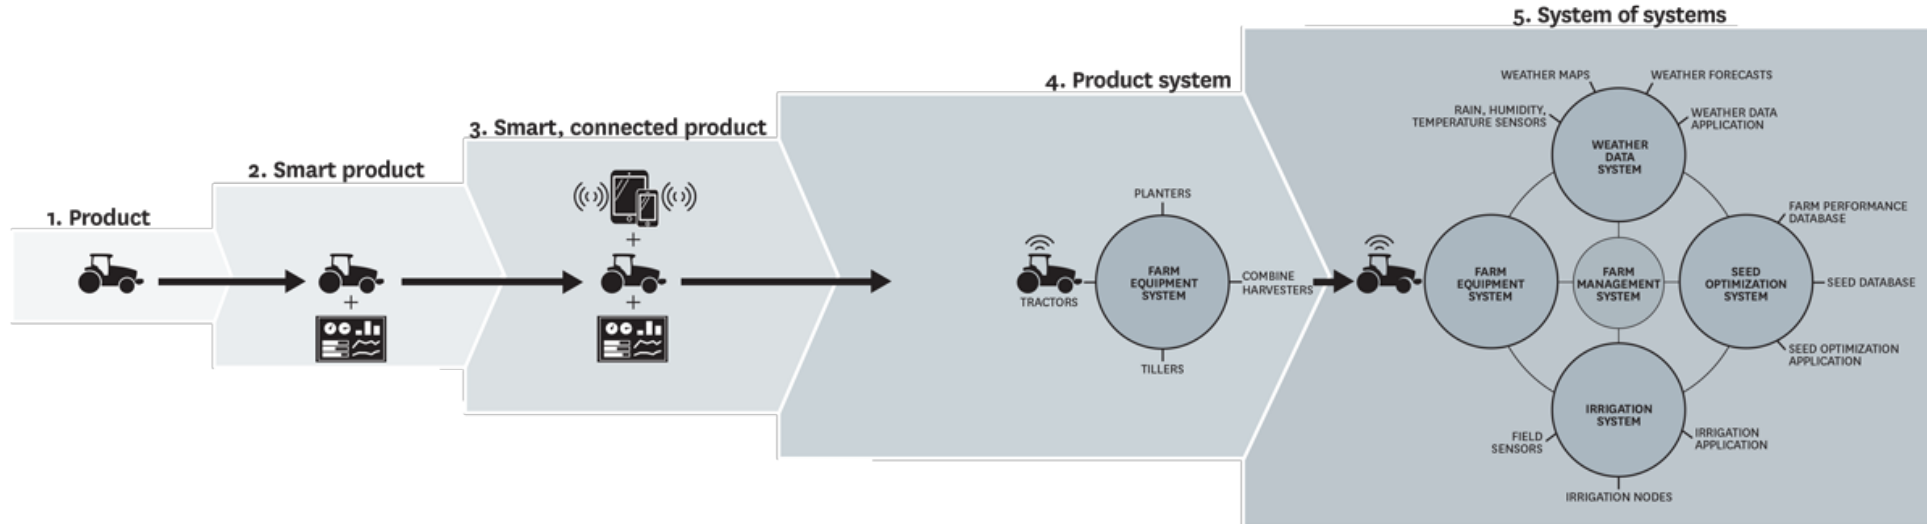 1. Product
2. Smart product
3. Smart, connected product
4. Product system
PLANTERS
TRACTORS
FARM
EQUIPMENT
SYSTEM
COMBINE
HARVESTERS
TILLERS
5. System of systems
WEATHER MAPS
WEATHER FORECASTS
RAIN, HUMIDITY,
TEMPERATURE SENSORS
WEATHER DATA
APPLICATION
WEATHER
DATA
SYSTEM
FARM PERFORMANCE
DATABASE
FARM
EQUIPMENT
SYSTEM
FARM
MANAGEMENT
SYSTEM
SEED
OPTIMIZATION
SYSTEM
SEED DATABASE
SEED OPTIMIZATION
APPLICATION
IRRIGATION
SYSTEM
FIELD
SENSORS
IRRIGATION
APPLICATION
IRRIGATION NODES